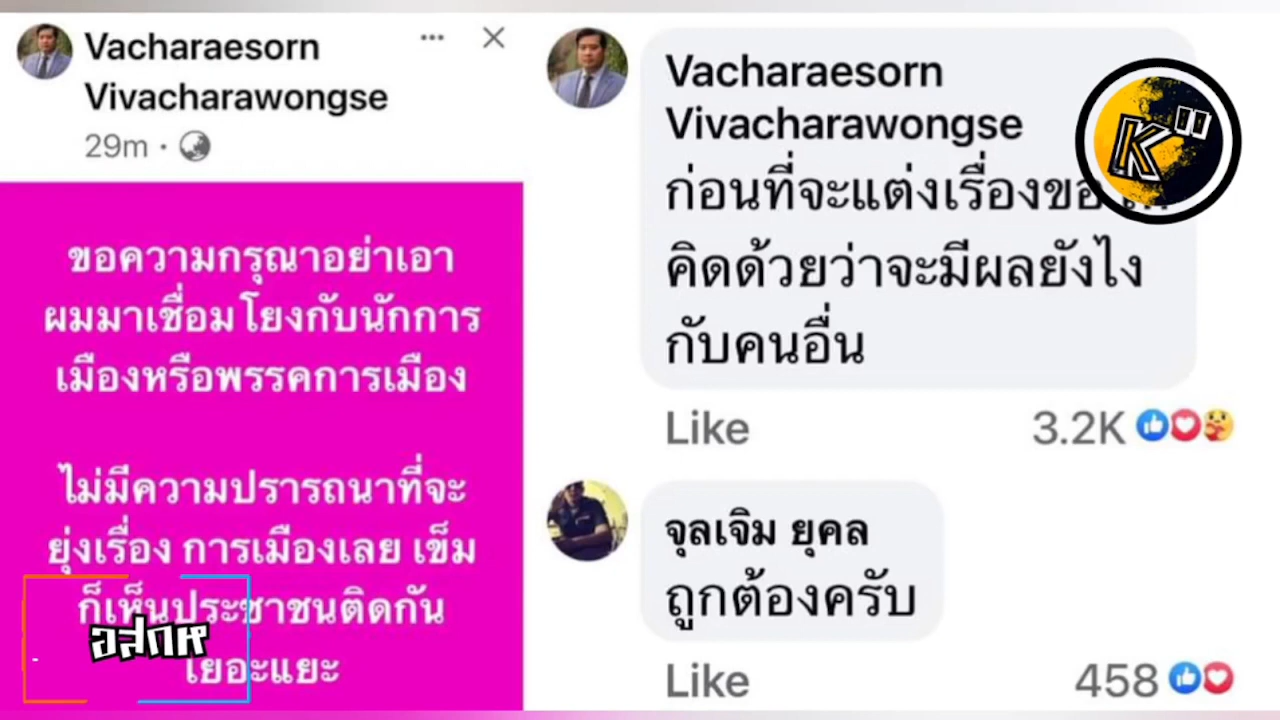 Vacharaesorn
Vivacharawongse
29m
ขอความกรุณาอย่าเอา
ผมมาเชื่อมโยงกับนักการ
เมืองหรือพรรคการเมือง
ไม่มีความปรารถนาที่จะ
ยุ่งเรื่อง การเมืองเลย เข็ม
ก็เห็นประชาชนติดกัน
เยอะแยะ
อสกห
Vacharaesorn
Vivacharawongse
ก่อนที่จะแต่งเรื่อง
คิดด้วยว่าจะมีผลยังไง
กับคนอื่น
Like
3.2K
จุลเจิม ยุคล
ถูกต้องครับ
Like
458
K"